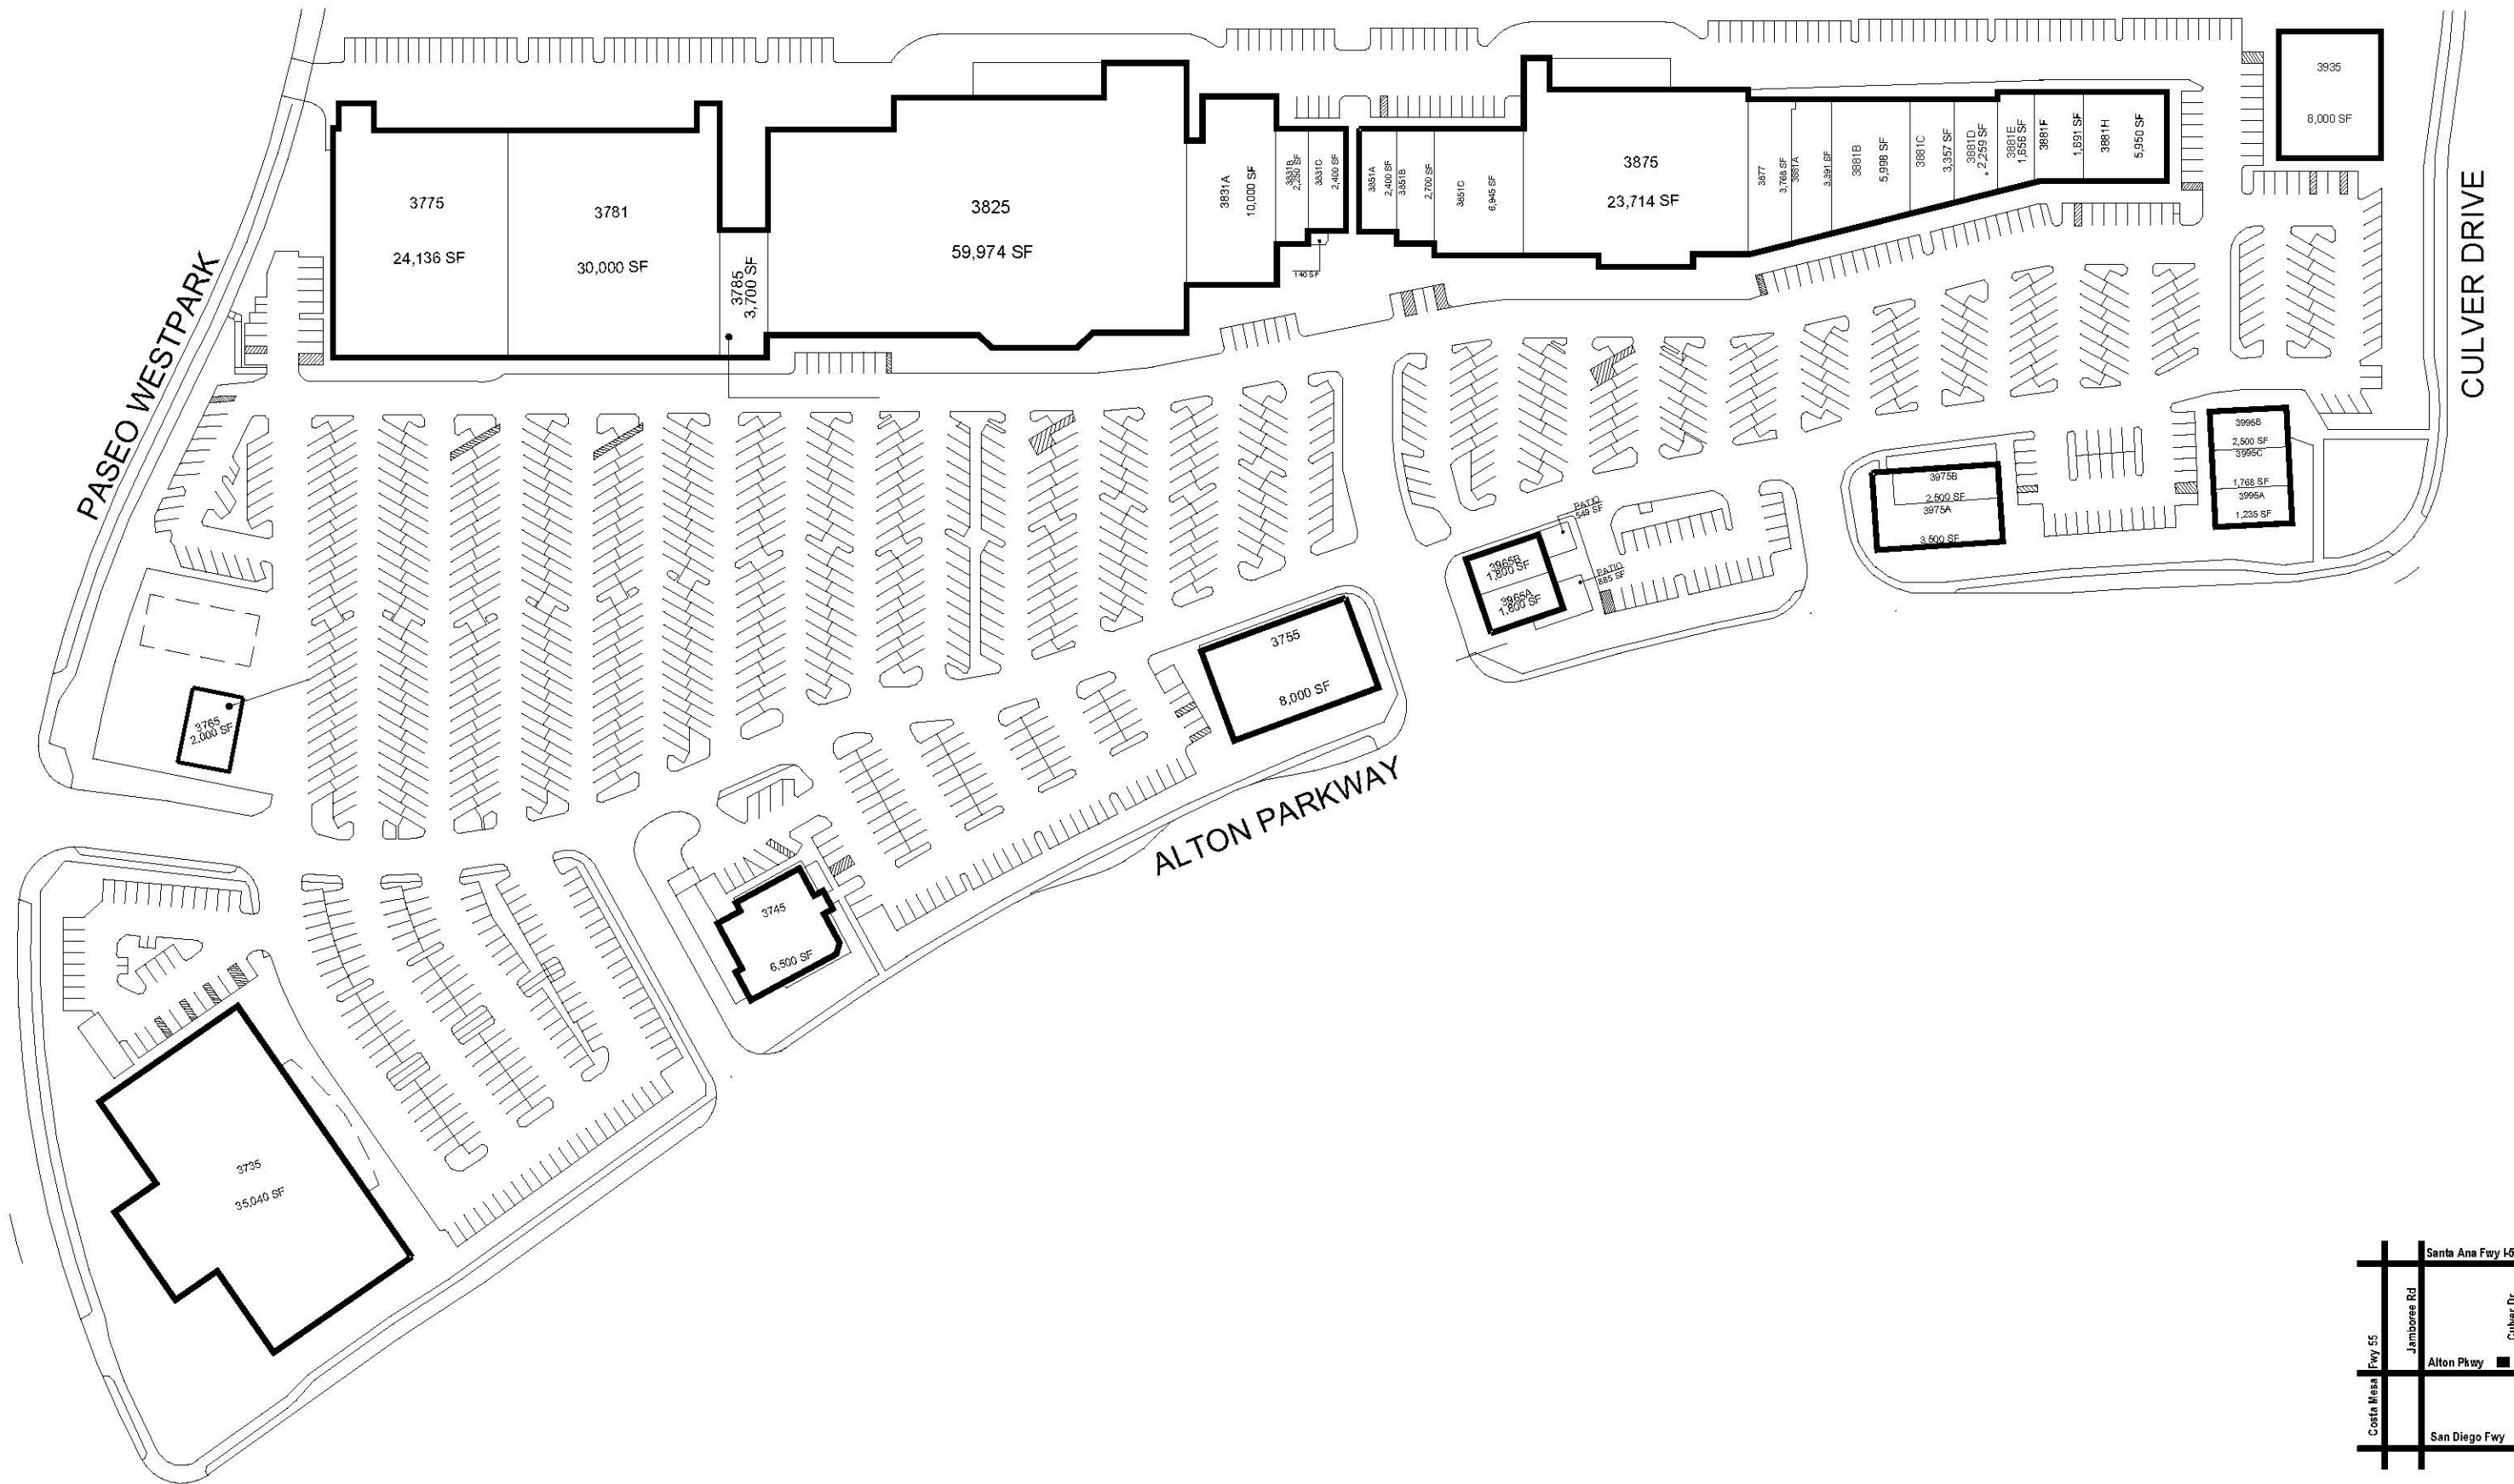 3775
24,136 SF
3781
30,000 SF
3785
3,700 SF
3825
59,974 SF
3831A
10,000 SF
3831B
2,250 SF
3831C
2,400 SF
140 SF
3851A
2,400 SF
3851B
2,700 SF
3851C
6,945 SF
3875
23,714 SF
3877
3,768 SF
3881A
3,391 SF
3881B
5,998 SF
3881C
3,357 SF
3881D
2,259 SF
3881E
1,656 SF
3881F
1,691 SF
3881H
5,950 SF
3935
8,000 SF
PASEO WESTPARK
CULVER DRIVE
3995B
2,500 SF
3995C
1,768 SF
3995A
1,235 SF
3975B
2,500 SF
3975A
3,500 SF
PATIO
549 SF
3965B
1,800 SF
PATIO
885 SF
3965A
1,800 SF
3755
8,000 SF
3765
2,000 SF
ALTON PARKWAY
3745
6,500 SF
3735
35,040 SF
Santa Ana Fwy I-5
Jamboree Rd
Culver Dr
Costa Mesa Fwy 55
Alton Pkwy
San Diego Fwy